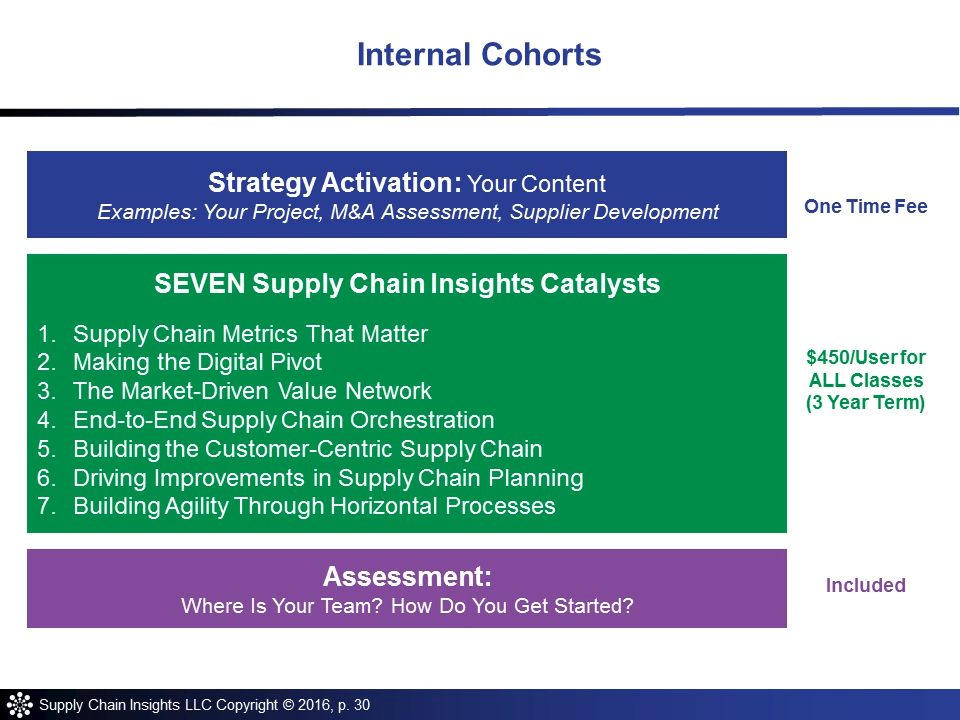 Internal Cohorts
Strategy Activation: Your Content
Examples: Your Project, M&A Assessment, Supplier Development
One Time Fee
SEVEN Supply Chain Insights Catalysts
1. Supply Chain Metrics That Matter
2. Making the Digital Pivot
3. The Market-Driven Value Network
4. End-to-End Supply Chain Orchestration
5. Building the Customer-Centric Supply Chain
6. Driving Improvements in Supply Chain Planning
7. Building Agility Through Horizontal Processes
$450/User for
ALL Classes
(3 Year Term)
Assessment:
Where Is Your Team? How Do You Get Started?
Included
Supply Chain Insights LLC Copyright © 2016, p. 30